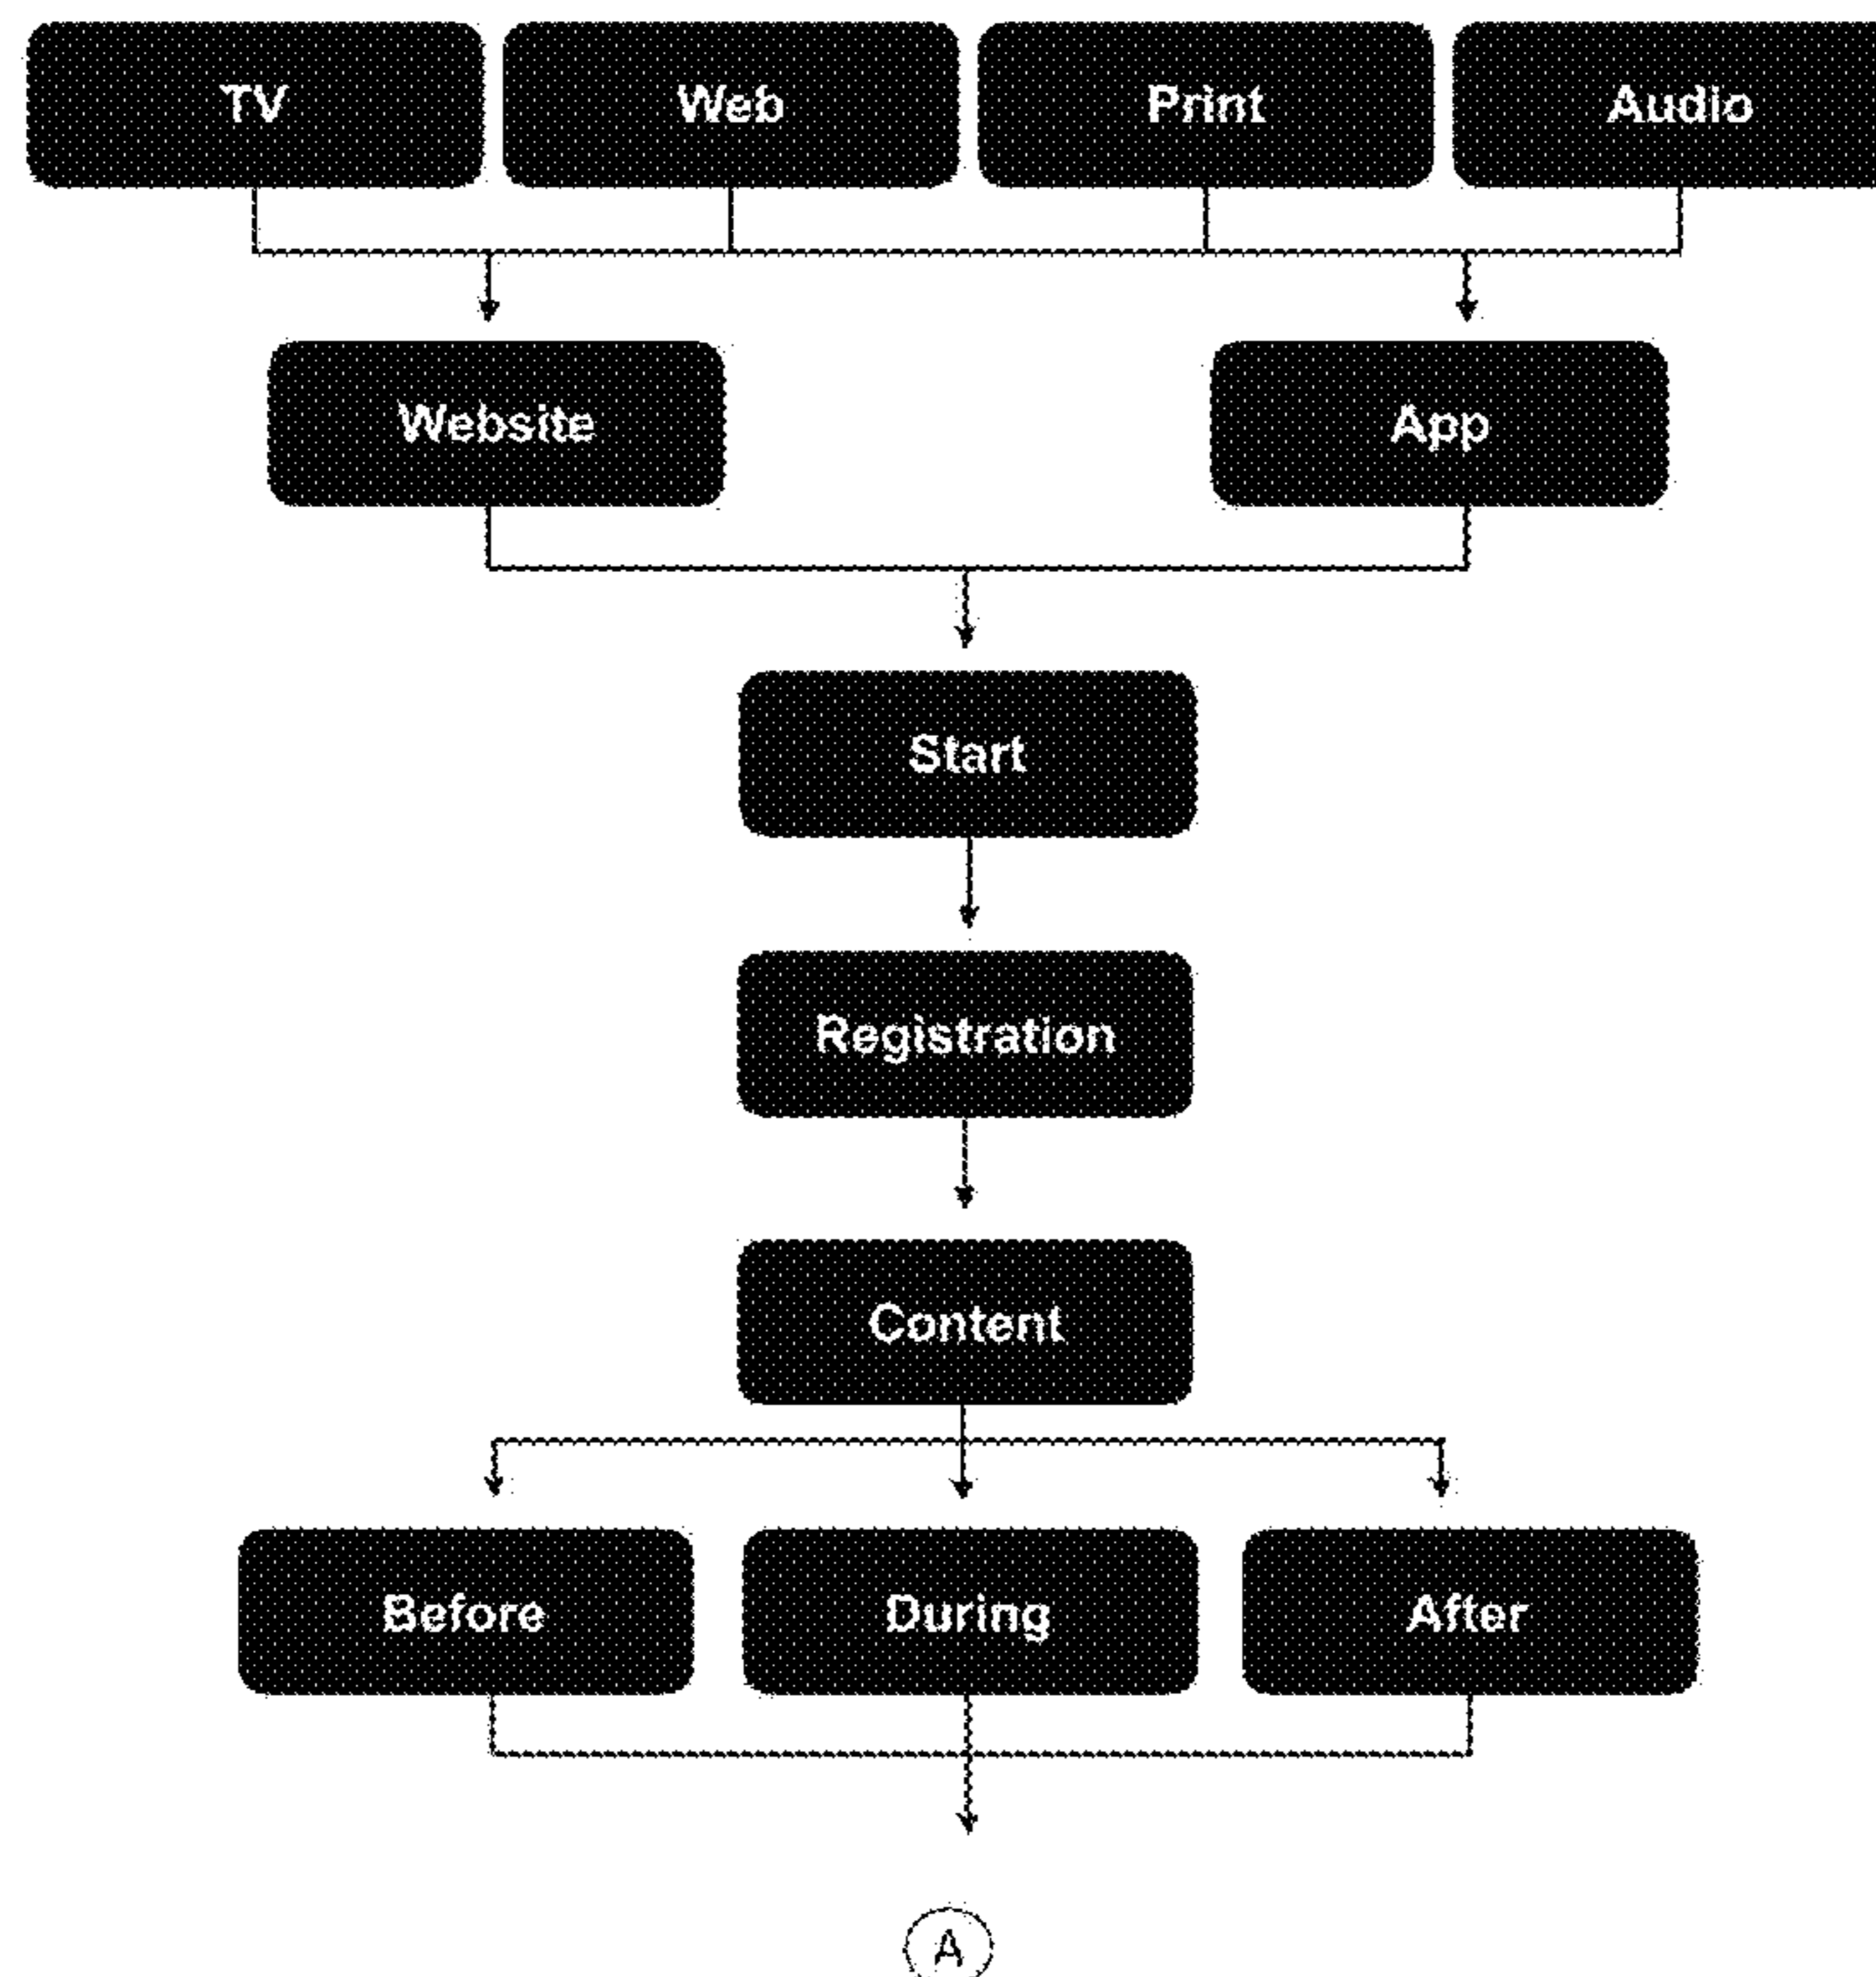 TV Web Print Audio
Website App
Start
Registration
Content
Before During After
A